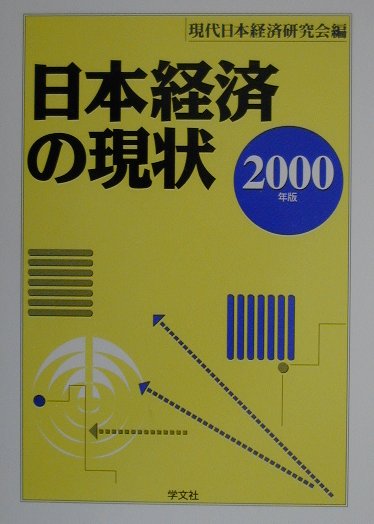 現代日本経済研究会編
日本経済
の現状
2000
年版
学文社